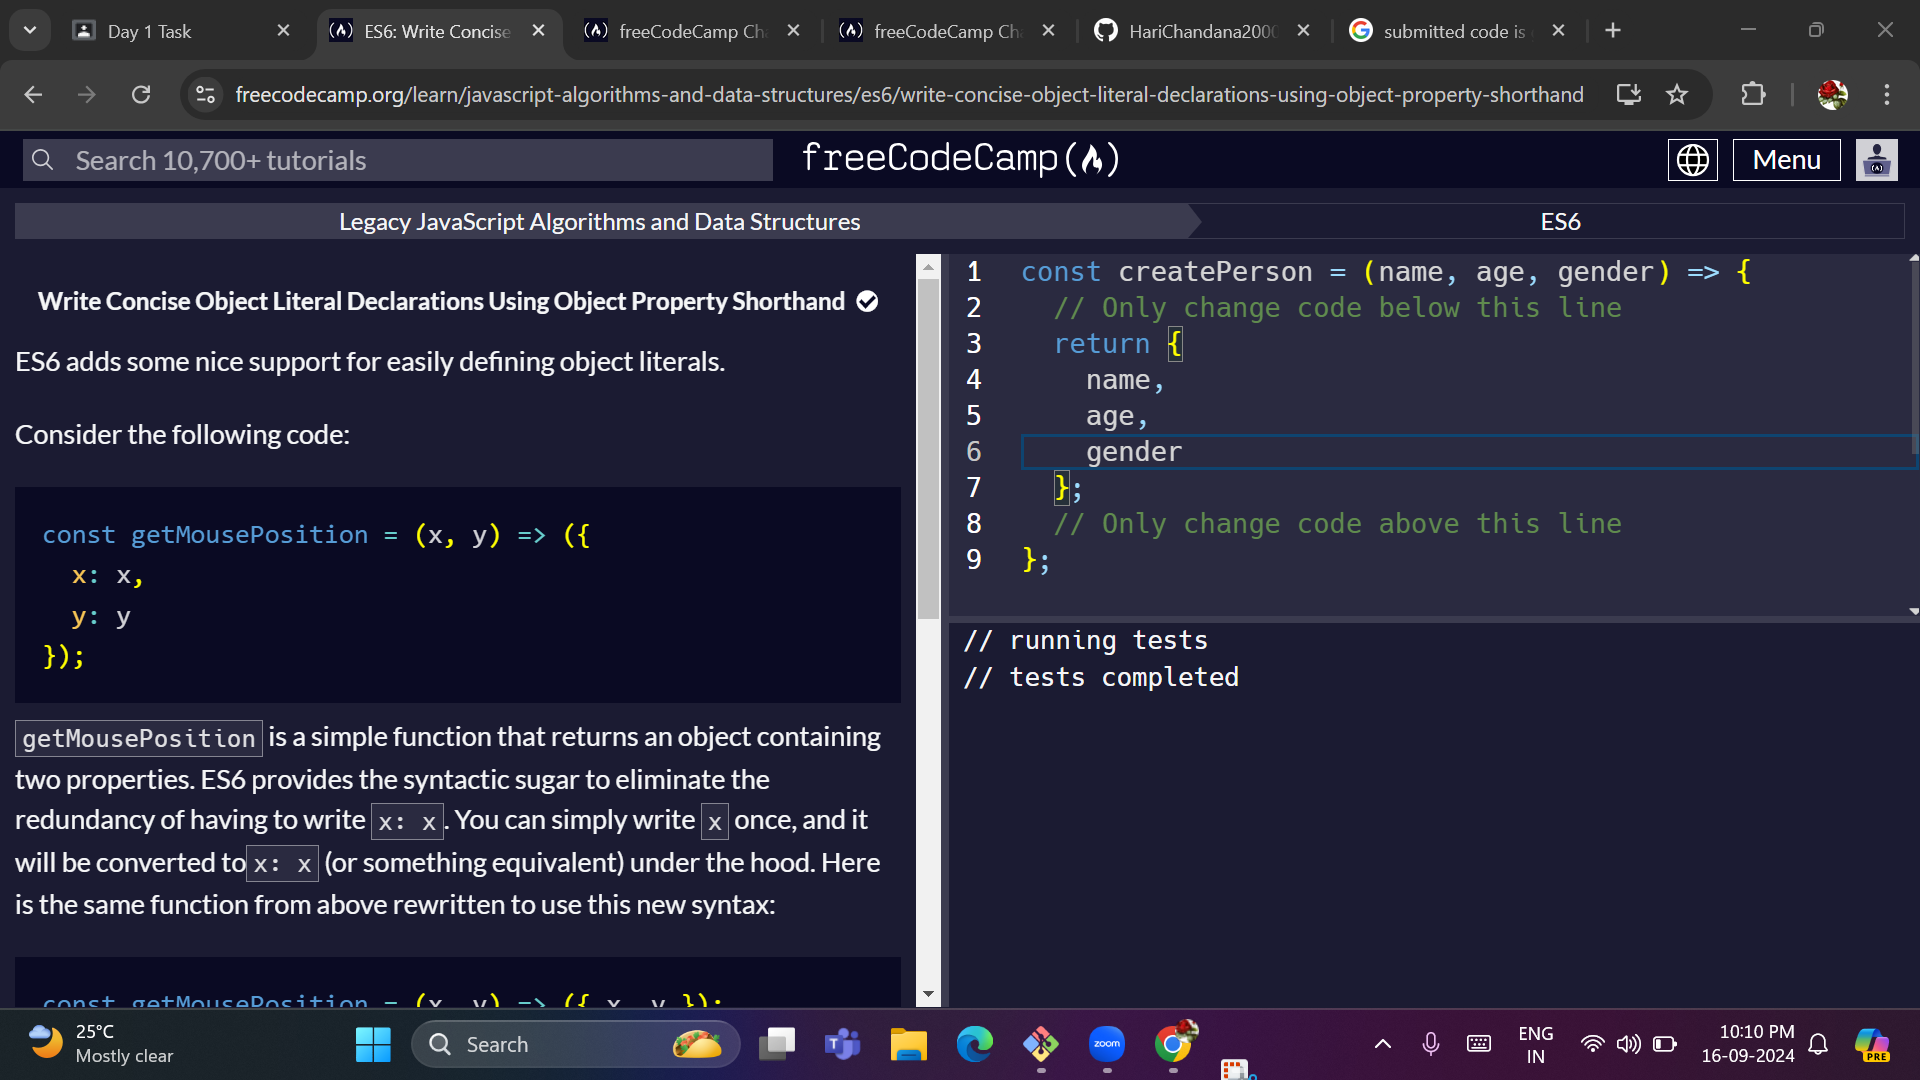 Day 1 Task
ES6: Write Concise
freeCodeCamp Ch
freeCodeCamp Ch
HariChandana2000
submitted code is
freecodecamp.org/learn/javascript-algorithms-and-data-structures/es6/write-concise-object-literal-declarations-using-object-property-shorthand
Search 10,700+ tutorials
freeCodeCamp(🔥)
Menu
Legacy JavaScript Algorithms and Data Structures
ES6
Write Concise Object Literal Declarations Using Object Property Shorthand
ES6 adds some nice support for easily defining object literals.
Consider the following code:
const getMousePosition = (x, y) => ({
  x: x,
  y: y
});
getMousePosition is a simple function that returns an object containing
two properties. ES6 provides the syntactic sugar to eliminate the
redundancy of having to write x: x. You can simply write x once, and it
will be converted to x: x (or something equivalent) under the hood. Here
is the same function from above rewritten to use this new syntax:
const getMousePosition = (x, y) => ({ x, y });
1 const createPerson = (name, age, gender) => {
2   // Only change code below this line
3   return {
4     name,
5     age,
6     gender
7   };
8   // Only change code above this line
9 };
// running tests
// tests completed
25°C
Mostly clear
Search
zoom
ENG
IN
10:10 PM
16-09-2024
PRE